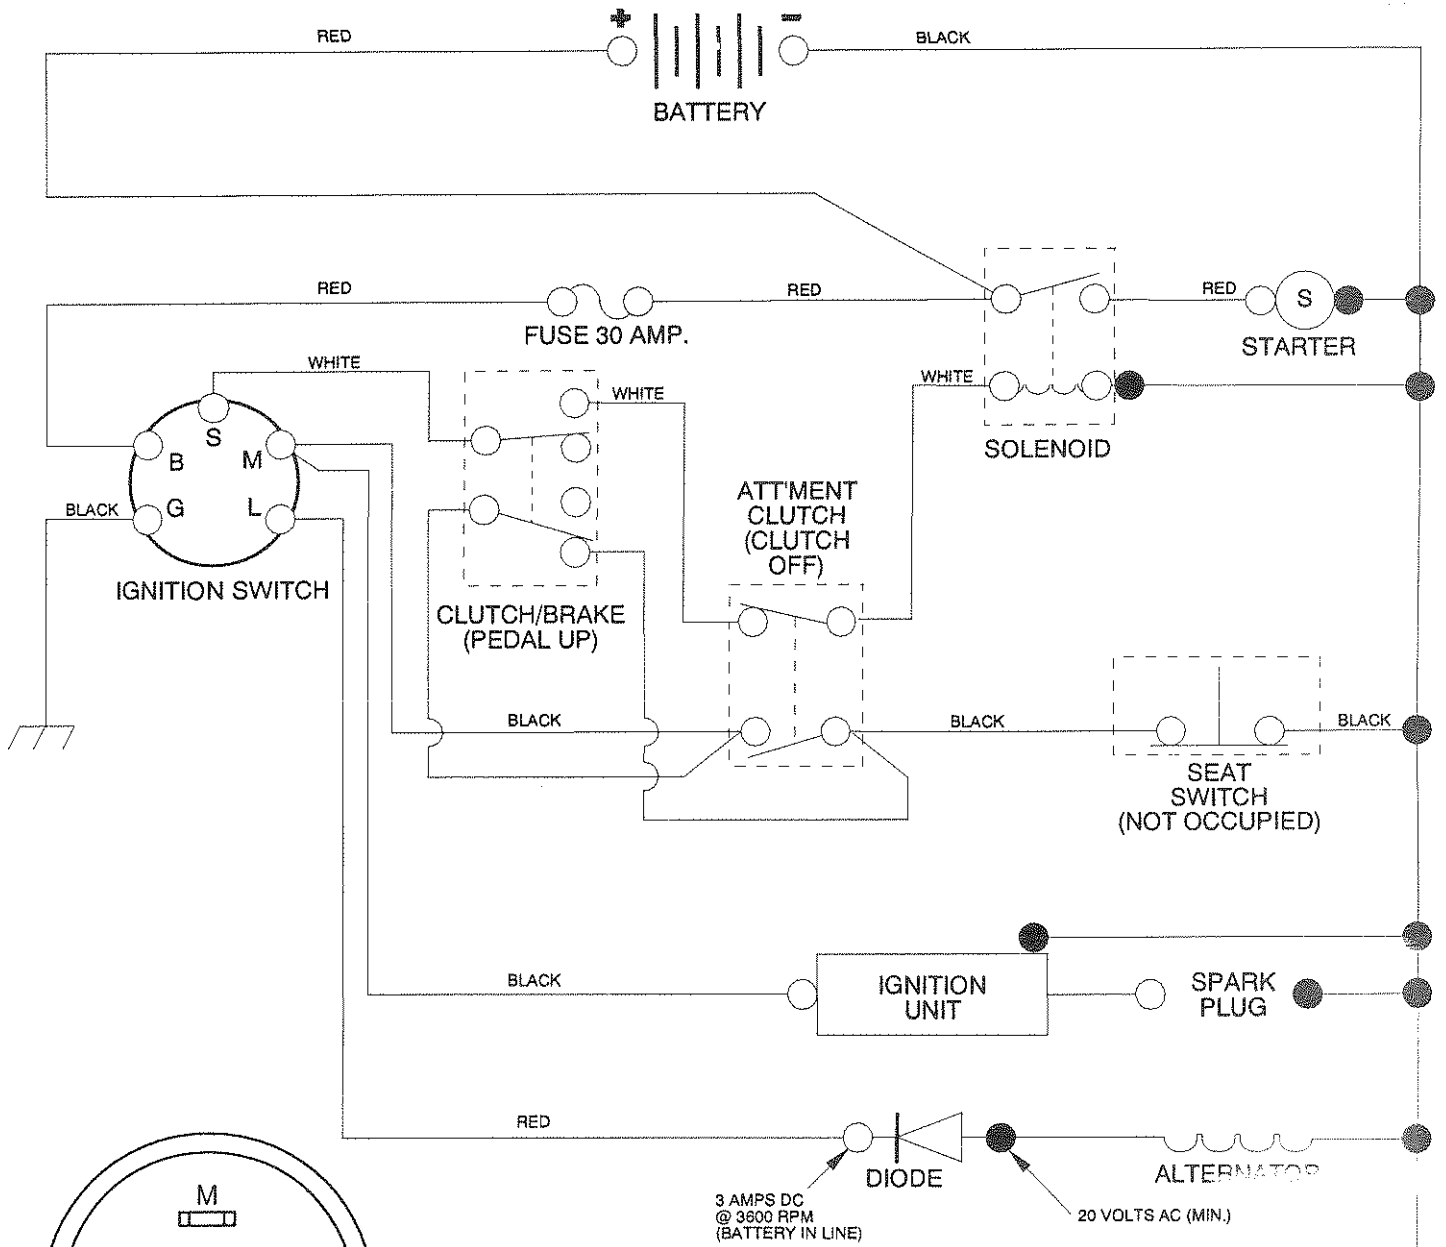 +
-
RED
BLACK
BATTERY
RED
RED
RED
S
FUSE 30 AMP.
STARTER
WHITE
WHITE
WHITE
S
B
M
SOLENOID
ATT'MENT
CLUTCH
(CLUTCH
OFF)
BLACK
G
L
IGNITION SWITCH
CLUTCH/BRAKE
(PEDAL UP)
BLACK
BLACK
BLACK
SEAT
SWITCH
(NOT OCCUPIED)
BLACK
IGNITION
UNIT
SPARK
PLUG
RED
DIODE
ALTERNATOR
M
3 AMPS DC
@ 3600 RPM
(BATTERY IN LINE)
20 VOLTS AC (MIN.)